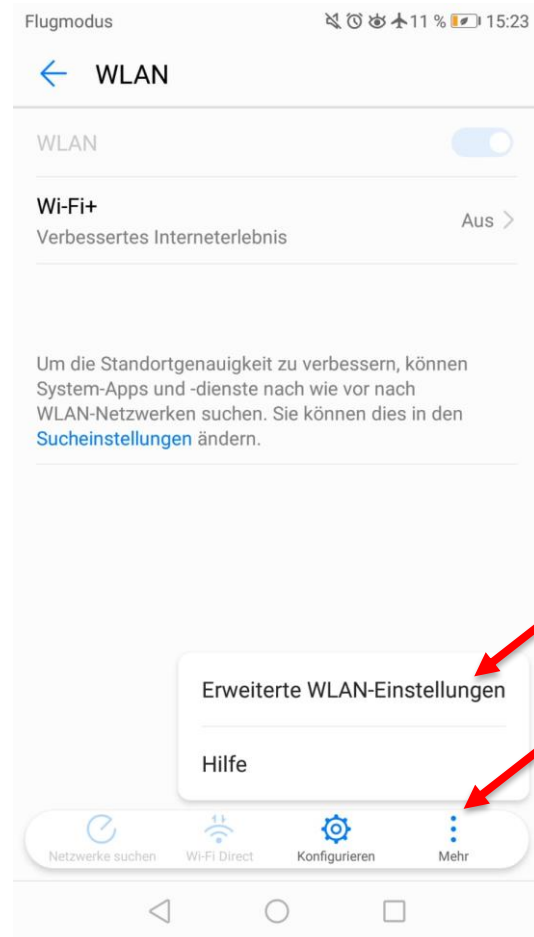 Flugmodus 11 % 15:23
WLAN
WLAN
Wi-Fi+
Verbessertes Interneterlebnis
Aus
Um die Standortgenauigkeit zu verbessern, können
System-Apps und -dienste nach wie vor nach
WLAN-Netzwerken suchen. Sie können dies in den
Sucheinstellungen ändern.
Erweiterte WLAN-Einstellungen
Hilfe
Netzwerke suchen Wi-Fi Direct Konfigurieren Mehr